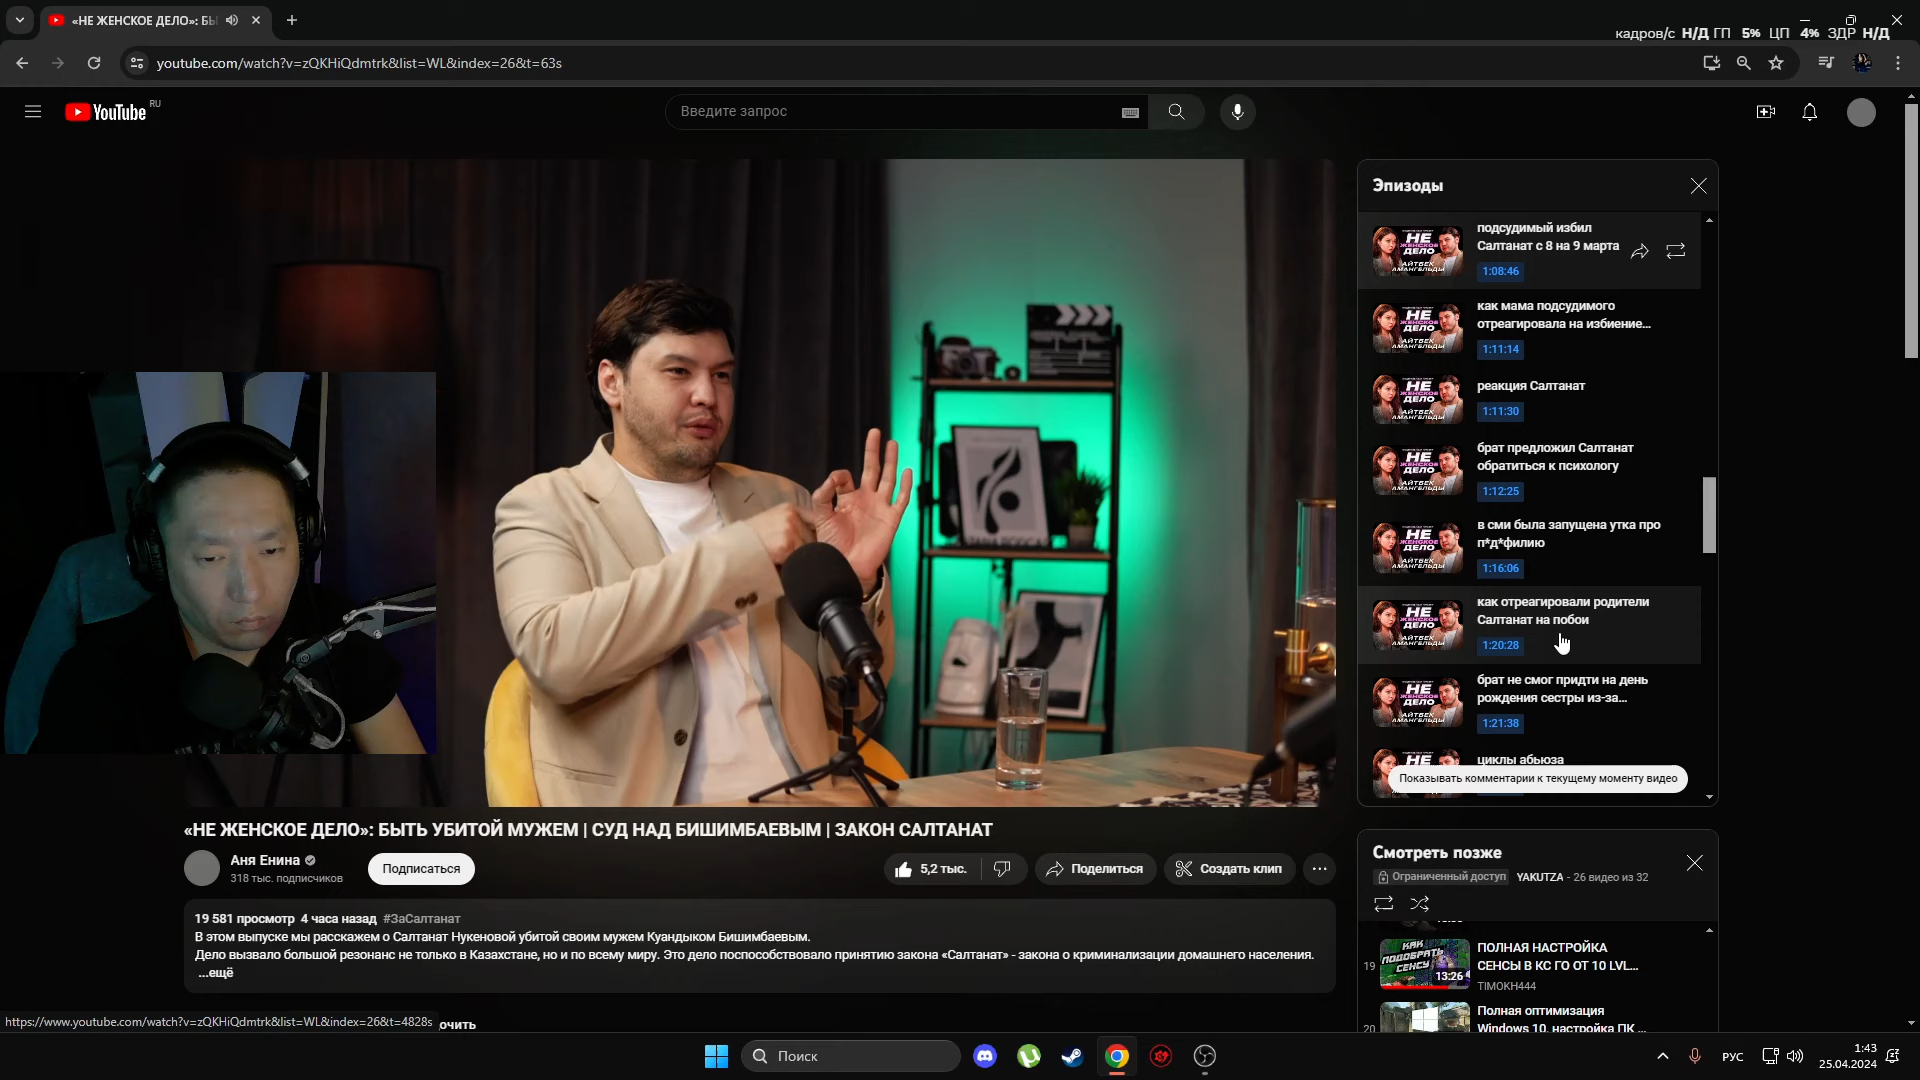 «НЕ ЖЕНСКОЕ ДЕЛО»: БЫ
кадров/с Н/Д ГП 5% ЦП 4% ЗДР Н/Д
youtube.com/watch?v=zQKHiQdmtrk&list=WL&index=26&t=63s
YouTube RU
Введите запрос
Эпизоды
подсудимый избил
Салтанат с 8 на 9 марта
1:08:46
как мама подсудимого
отреагировала на избиение...
1:11:14
реакция Салтанат
1:11:30
брат предложил Салтанат
обратиться к психологу
1:12:25
в сми была запущена утка про
п*д*филию
1:16:06
как отреагировали родители
Салтанат на побои
1:20:28
брат не смог придти на день
рождения сестры из-за...
1:21:38
циклы абьюза
Показывать комментарии к текущему моменту видео
НЕ
ЖЕНСКОЕ
ДЕЛО
АЙТБЕК
АМАНГЕЛЬДЫ
«НЕ ЖЕНСКОЕ ДЕЛО»: БЫТЬ УБИТОЙ МУЖЕМ | СУД НАД БИШИМБАЕВЫМ | ЗАКОН САЛТАНАТ
Аня Енина
318 тыс. подписчиков
Подписаться
5,2 тыс.
Поделиться
Создать клип
19 581 просмотр 4 часа назад #ЗаСалтанат
В этом выпуске мы расскажем о Салтанат Нукеновой убитой своим мужем Куандыком Бишимбаевым.
Дело вызвало большой резонанс не только в Казахстане, но и по всему миру. Это дело поспособствовало принятию закона «Салтанат» - закона о криминализации домашнего населения.
...ещё
Смотреть позже
Ограниченный доступ YAKUTZA - 26 видео из 32
19
КАК
ПОДОБРАТЬ
СЕНСУ
13:26
ПОЛНАЯ НАСТРОЙКА
СЕНСЫ В КС ГО ОТ 10 LVL...
TIMOKH444
20
Полная оптимизация
Windows 10, настройка ПК ...
https://www.youtube.com/watch?v=zQKHiQdmtrk&list=WL&index=26&t=4828s
очить
Поиск
РУС
1:43
25.04.2024